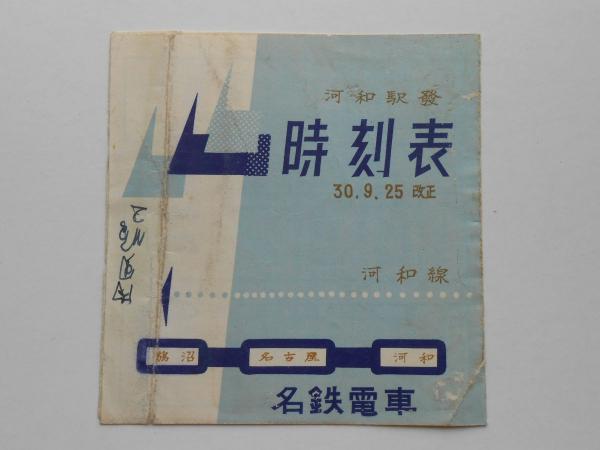 河和駅發
時刻表
30.9.25 改正
河和線
鵜沼 名古屋 河和
名鉄電車